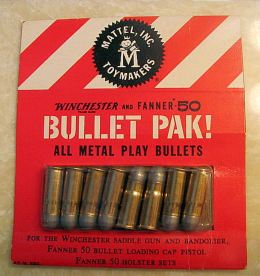 MATTEL, INC.
M
TOYMAKERS
WINCHESTER AND FANNER-50
BULLET PAK!
ALL METAL PLAY BULLETS
FOR THE WINCHESTER SADDLE GUN AND BANDOLIER,
FANNER 50 BULLET LOADING CAP PISTOL
FANNER 50 HOLSTER SETS